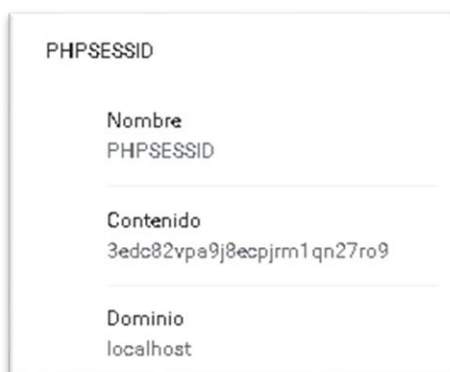 PHPSESSID
Nombre
PHPSESSID
Contenido
3edc82vpa9j8ecpjrm1qn27ro9
Dominio
localhost